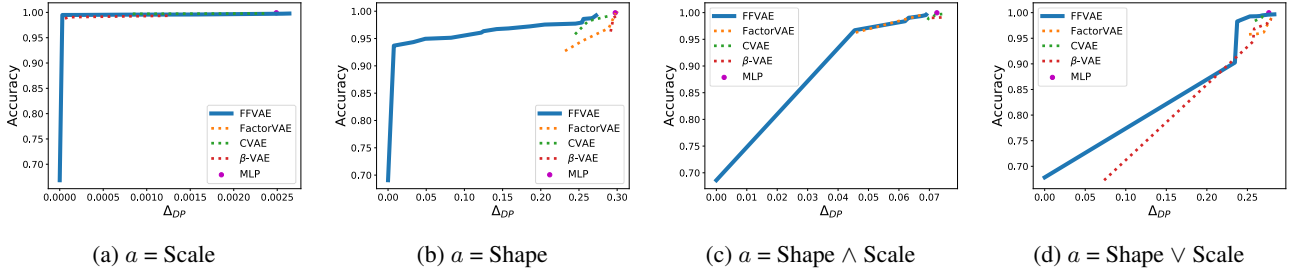 Accuracy
1.00
0.95
0.90
0.85
0.80
0.75
0.70
0.0000 0.0005 0.0010 0.0015 0.0020 0.0025
Δ_DP
FFVAE
FactorVAE
CVAE
β-VAE
MLP
(a) a = Scale
Accuracy
1.00
0.95
0.90
0.85
0.80
0.75
0.70
0.00 0.05 0.10 0.15 0.20 0.25 0.30
Δ_DP
FFVAE
FactorVAE
CVAE
β-VAE
MLP
(b) a = Shape
Accuracy
1.00
0.95
0.90
0.85
0.80
0.75
0.70
0.00 0.01 0.02 0.03 0.04 0.05 0.06 0.07
Δ_DP
FFVAE
FactorVAE
CVAE
β-VAE
MLP
(c) a = Shape ∧ Scale
Accuracy
1.00
0.95
0.90
0.85
0.80
0.75
0.70
0.00 0.05 0.10 0.15 0.20 0.25
Δ_DP
FFVAE
FactorVAE
CVAE
β-VAE
MLP
(d) a = Shape ∨ Scale